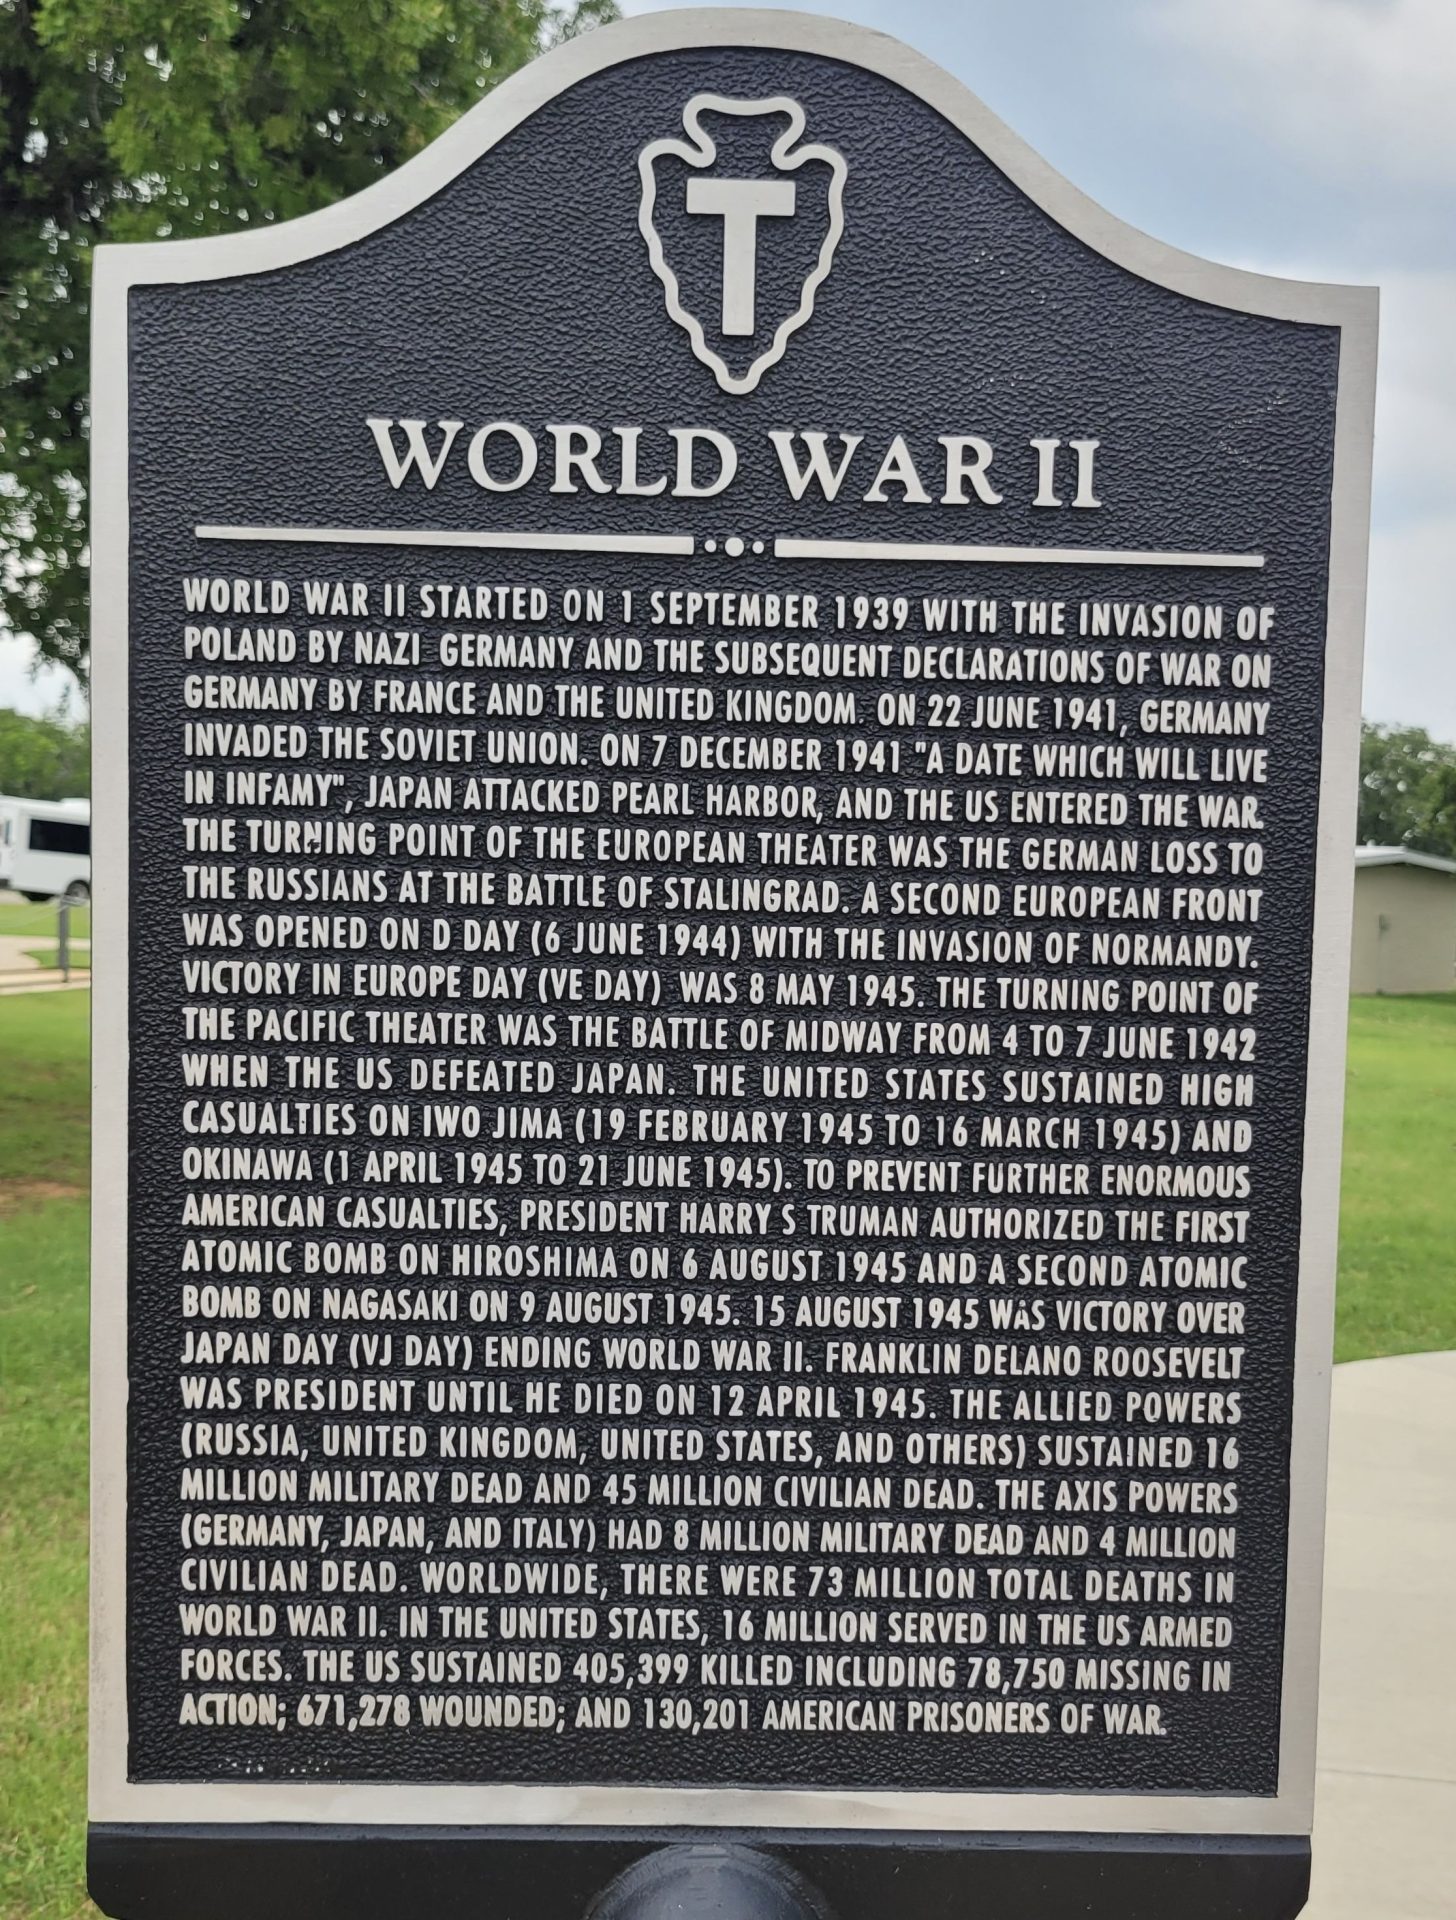 T
WORLD WAR II
WORLD WAR II STARTED ON 1 SEPTEMBER 1939 WITH THE INVASION OF
POLAND BY NAZI GERMANY AND THE SUBSEQUENT DECLARATIONS OF WAR ON
GERMANY BY FRANCE AND THE UNITED KINGDOM. ON 22 JUNE 1941, GERMANY
INVADED THE SOVIET UNION. ON 7 DECEMBER 1941 "A DATE WHICH WILL LIVE
IN INFAMY", JAPAN ATTACKED PEARL HARBOR, AND THE US ENTERED THE WAR.
THE TURNING POINT OF THE EUROPEAN THEATER WAS THE GERMAN LOSS TO
THE RUSSIANS AT THE BATTLE OF STALINGRAD. A SECOND EUROPEAN FRONT
WAS OPENED ON D DAY (6 JUNE 1944) WITH THE INVASION OF NORMANDY.
VICTORY IN EUROPE DAY (VE DAY) WAS 8 MAY 1945. THE TURNING POINT OF
THE PACIFIC THEATER WAS THE BATTLE OF MIDWAY FROM 4 TO 7 JUNE 1942
WHEN THE US DEFEATED JAPAN. THE UNITED STATES SUSTAINED HIGH
CASUALTIES ON IWO JIMA (19 FEBRUARY 1945 TO 16 MARCH 1945) AND
OKINAWA (1 APRIL 1945 TO 21 JUNE 1945). TO PREVENT FURTHER ENORMOUS
AMERICAN CASUALTIES, PRESIDENT HARRY S TRUMAN AUTHORIZED THE FIRST
ATOMIC BOMB ON HIROSHIMA ON 6 AUGUST 1945 AND A SECOND ATOMIC
BOMB ON NAGASAKI ON 9 AUGUST 1945. 15 AUGUST 1945 WAS VICTORY OVER
JAPAN DAY (VJ DAY) ENDING WORLD WAR II. FRANKLIN DELANO ROOSEVELT
WAS PRESIDENT UNTIL HE DIED ON 12 APRIL 1945. THE ALLIED POWERS
(RUSSIA, UNITED KINGDOM, UNITED STATES, AND OTHERS) SUSTAINED 16
MILLION MILITARY DEAD AND 45 MILLION CIVILIAN DEAD. THE AXIS POWERS
(GERMANY, JAPAN, AND ITALY) HAD 8 MILLION MILITARY DEAD AND 4 MILLION
CIVILIAN DEAD. WORLDWIDE, THERE WERE 73 MILLION TOTAL DEATHS IN
WORLD WAR II. IN THE UNITED STATES, 16 MILLION SERVED IN THE US ARMED
FORCES. THE US SUSTAINED 405,399 KILLED INCLUDING 78,750 MISSING IN
ACTION; 671,278 WOUNDED; AND 130,201 AMERICAN PRISONERS OF WAR.